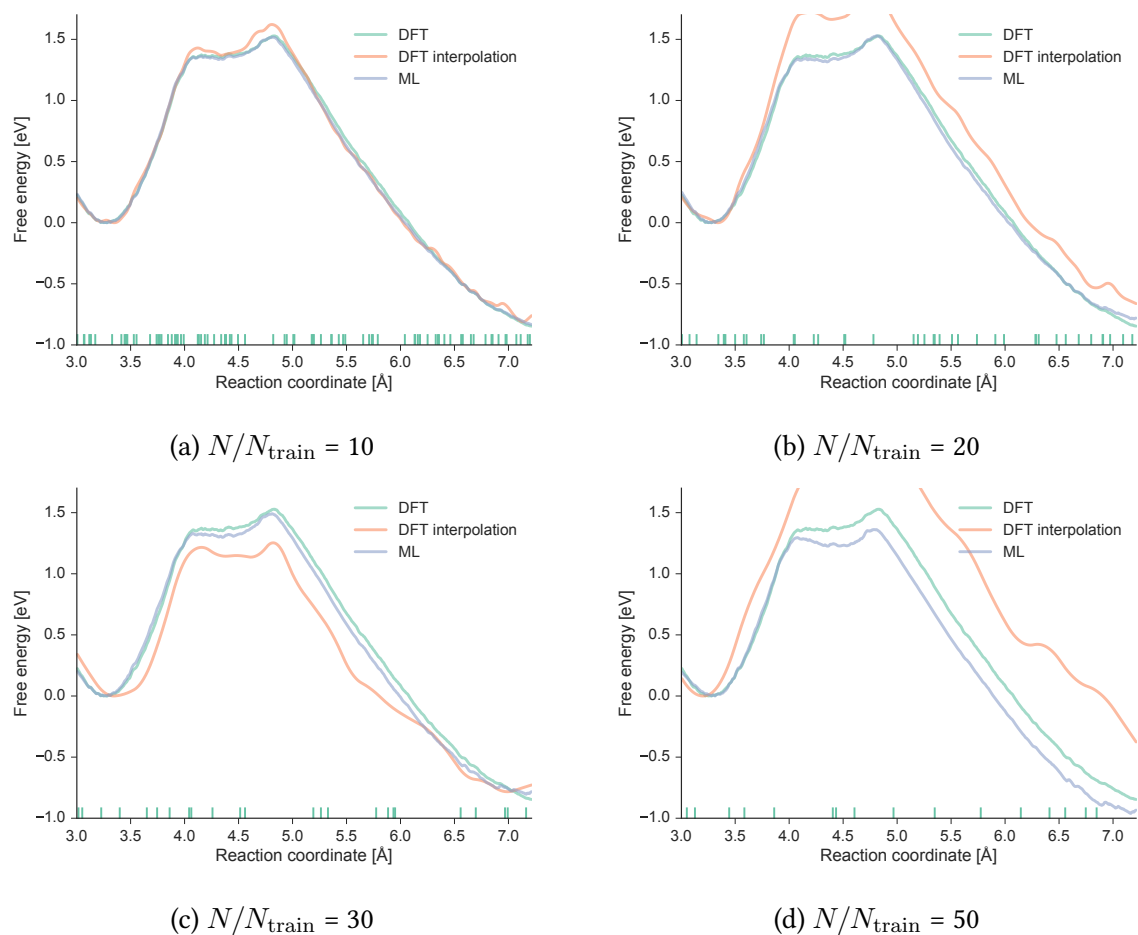 1.5
1.0
0.5
0.0
−0.5
−1.0
Free energy [eV]
DFT
DFT interpolation
ML
3.0 3.5 4.0 4.5 5.0 5.5 6.0 6.5 7.0
Reaction coordinate [Å]
(a) N/N_train = 10
1.5
1.0
0.5
0.0
−0.5
−1.0
Free energy [eV]
DFT
DFT interpolation
ML
3.0 3.5 4.0 4.5 5.0 5.5 6.0 6.5 7.0
Reaction coordinate [Å]
(b) N/N_train = 20
1.5
1.0
0.5
0.0
−0.5
−1.0
Free energy [eV]
DFT
DFT interpolation
ML
3.0 3.5 4.0 4.5 5.0 5.5 6.0 6.5 7.0
Reaction coordinate [Å]
(c) N/N_train = 30
1.5
1.0
0.5
0.0
−0.5
−1.0
Free energy [eV]
DFT
DFT interpolation
ML
3.0 3.5 4.0 4.5 5.0 5.5 6.0 6.5 7.0
Reaction coordinate [Å]
(d) N/N_train = 50